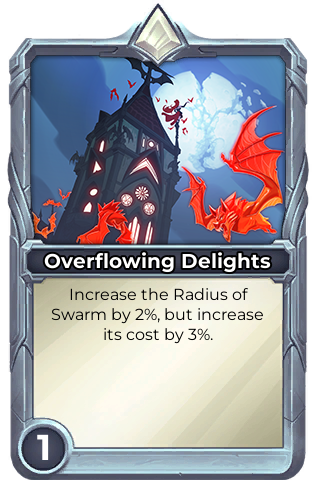 Overflowing Delights
Increase the Radius of
Swarm by 2%, but increase
its cost by 3%.
1